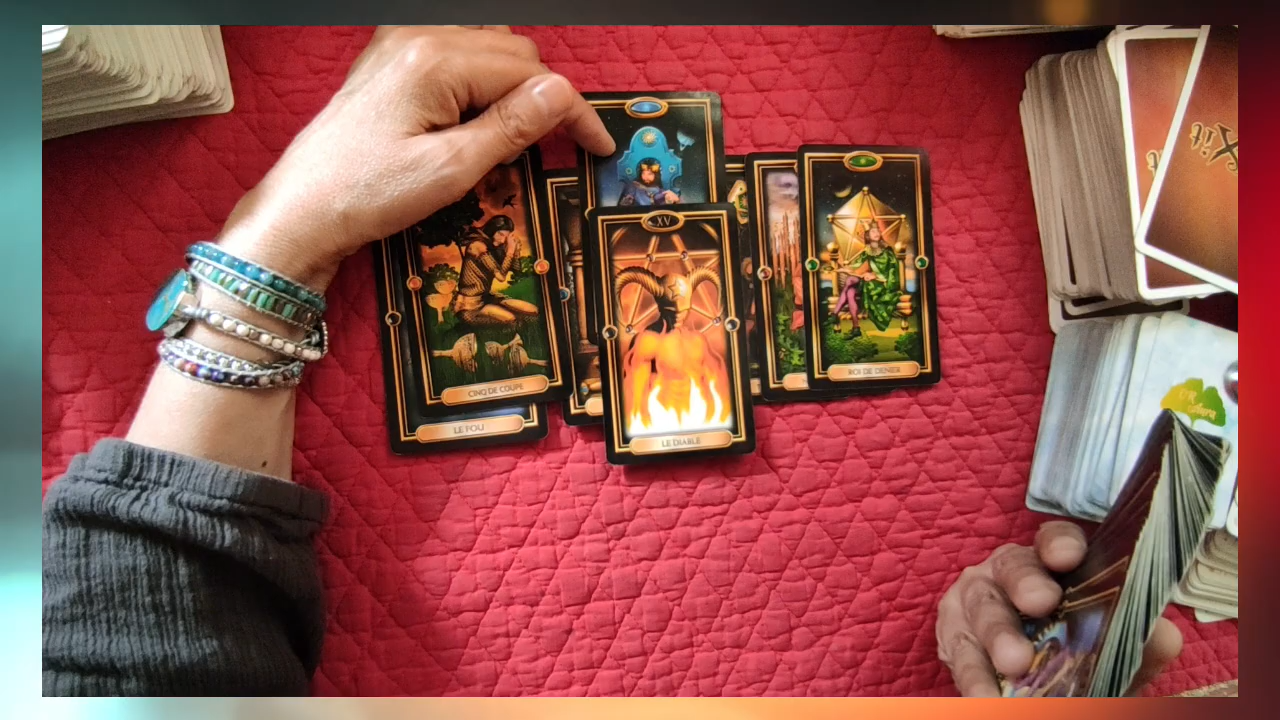 XV
CINQ DE COUPE
LE FOU
LE DIABLE
ROI DE DENIER